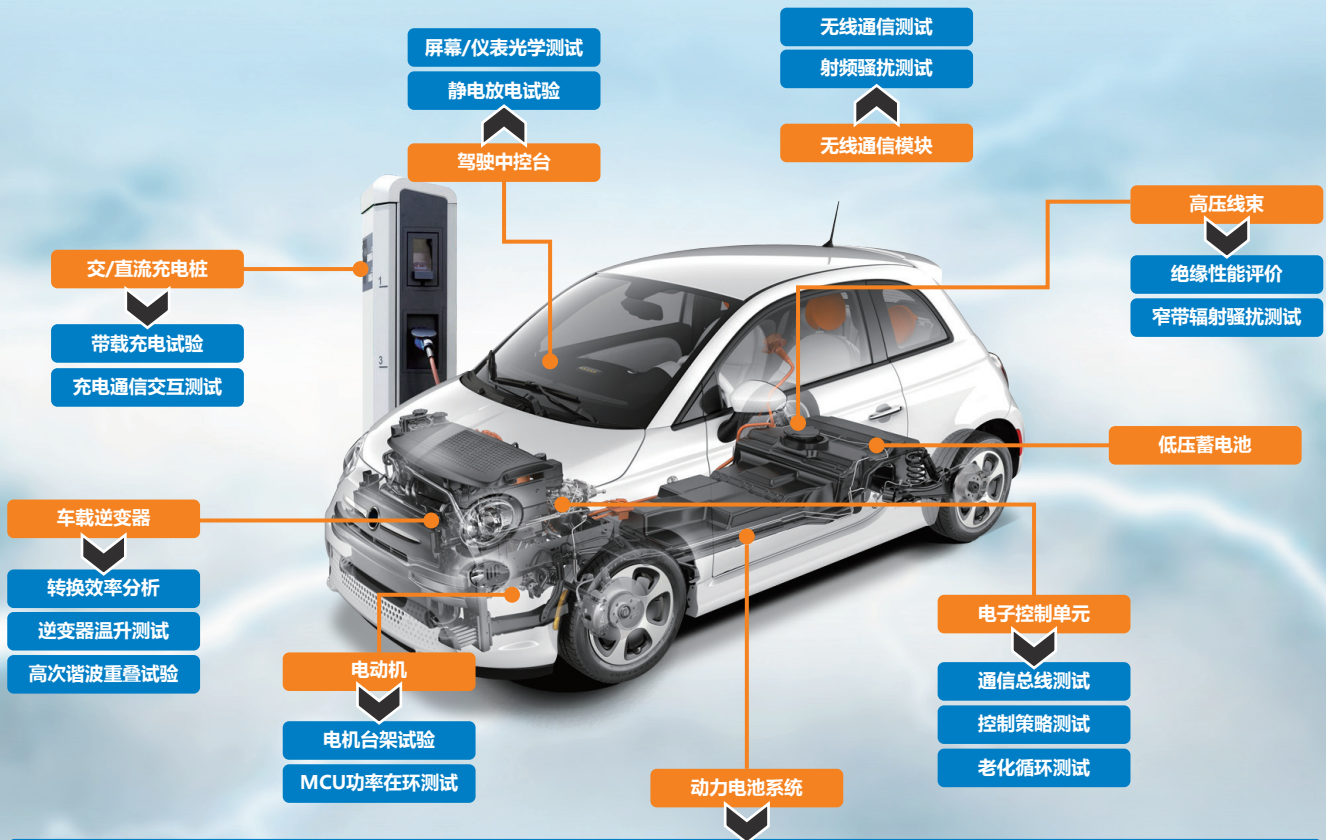 无线通信测试
射频骚扰测试
无线通信模块
屏幕/仪表光学测试
静电放电试验
驾驶中控台
高压线束
绝缘性能评价
窄带辐射骚扰测试
交/直流充电桩
带载充电试验
充电通信交互测试
1
3
低压蓄电池
车载逆变器
转换效率分析
逆变器温升测试
高次谐波重叠试验
电动机
电机台架试验
MCU功率在环测试
电子控制单元
通信总线测试
控制策略测试
老化循环测试
动力电池系统